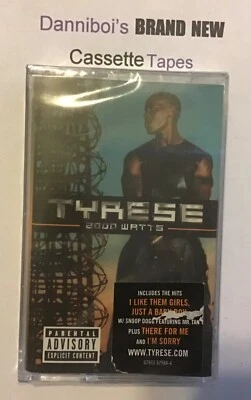 Danniboi's BRAND NEW
Cassette Tapes
TYRESE
2000 WATTS
INCLUDES THE HITS
I LIKE THEM GIRLS,
JUST A BABY BOY
W/ SNOOP DOGG FEATURING MR. TAN
PLUS THERE FOR ME
AND I'M SORRY
WWW.TYRESE.COM
PARENTAL
ADVISORY
EXPLICIT CONTENT